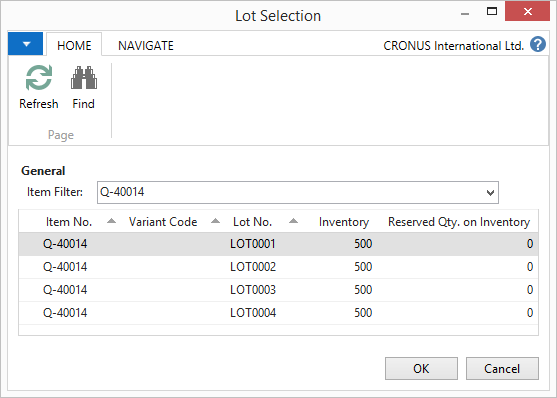 Lot Selection
HOME NAVIGATE CRONUS International Ltd. ?
Refresh Find
Page
General
Item Filter: Q-40014
Item No. Variant Code Lot No. Inventory Reserved Qty. on Inventory
Q-40014 LOT0001 500 0
Q-40014 LOT0002 500 0
Q-40014 LOT0003 500 0
Q-40014 LOT0004 500 0
OK Cancel